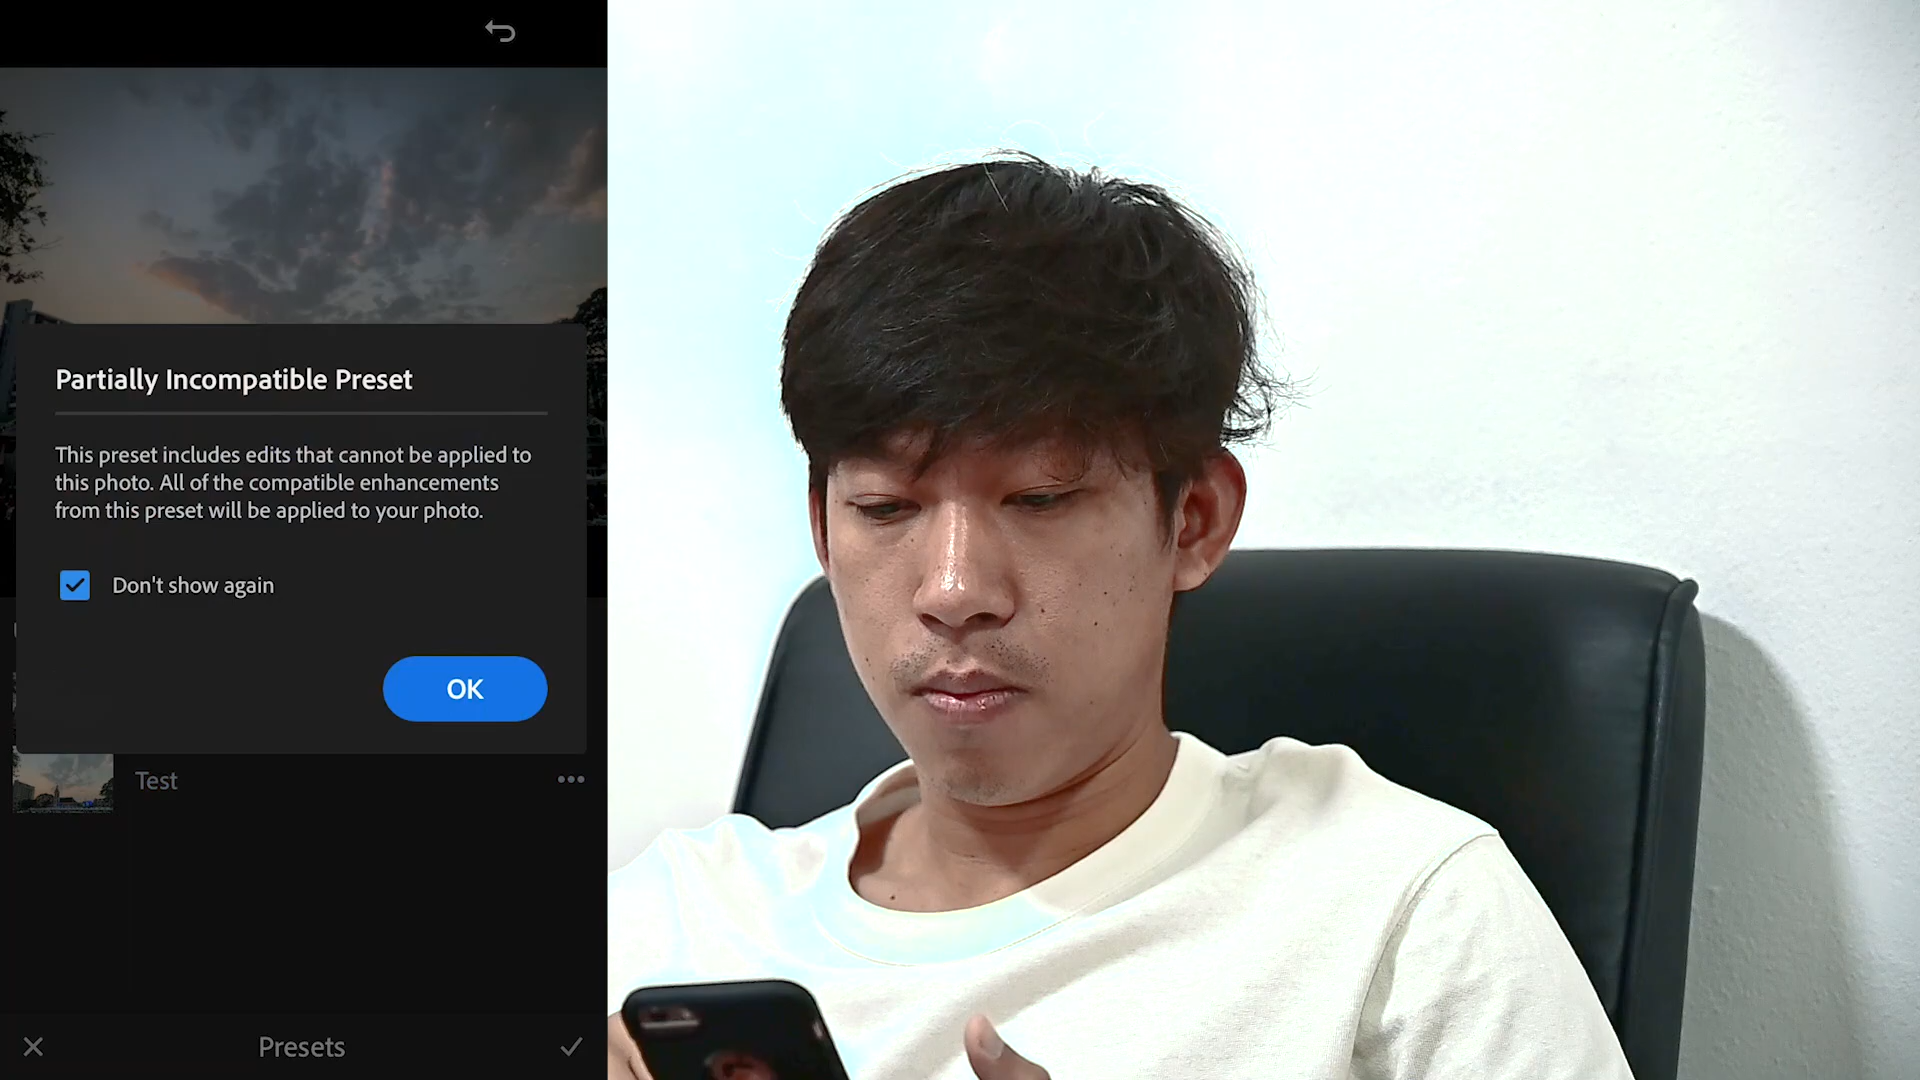 Partially Incompatible Preset
This preset includes edits that cannot be applied to
this photo. All of the compatible enhancements
from this preset will be applied to your photo.
Don't show again
OK
Test
Presets